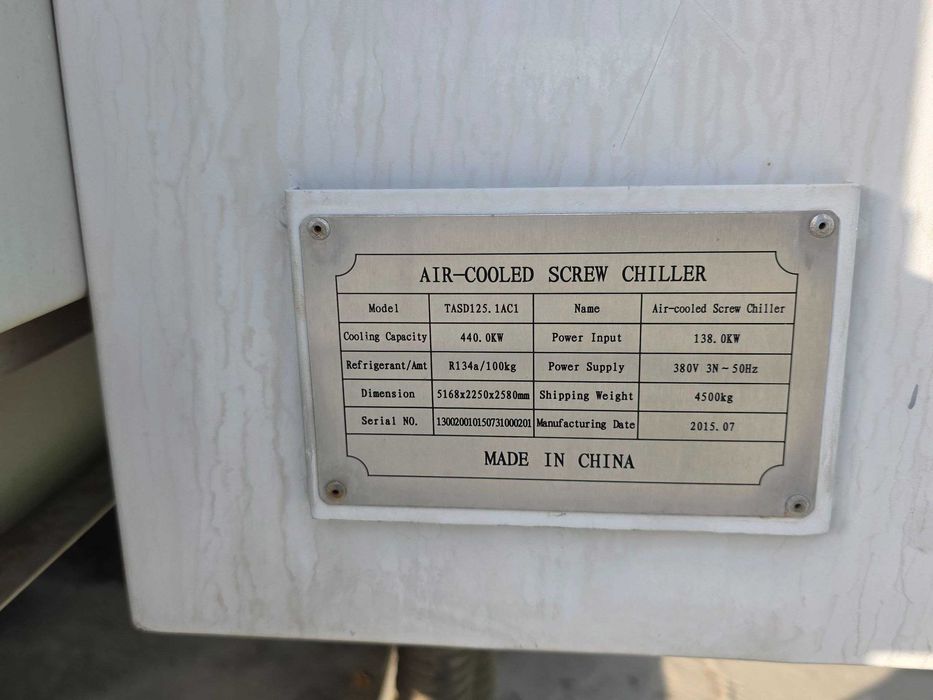 AIR-COOLED SCREW CHILLER
Model TASD125.1AC1 Name Air-cooled Screw Chiller
Cooling Capacity 440.0KW Power Input 138.0KW
Refrigerant/Amt R134a/100kg Power Supply 380V 3N~50Hz
Dimension 5168x2250x2580mm Shipping Weight 4500kg
Serial NO. 130020010150731000201 Manufacturing Date 2015.07
MADE IN CHINA